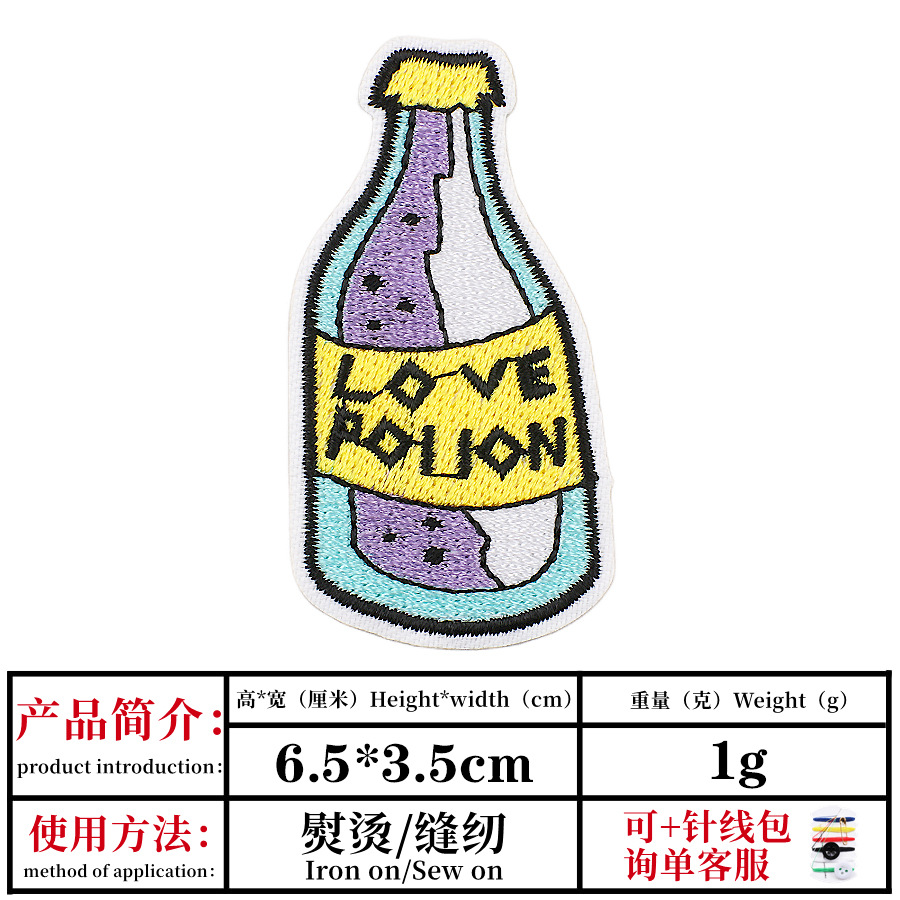 LOVE
POUON
产品简介：
product introduction：
高*宽（厘米）Height*width（cm）
重量（克）Weight（g）
6.5*3.5cm
1g
使用方法：
method of application：
熨烫/缝纫
Iron on/Sew on
可+针线包
询单客服